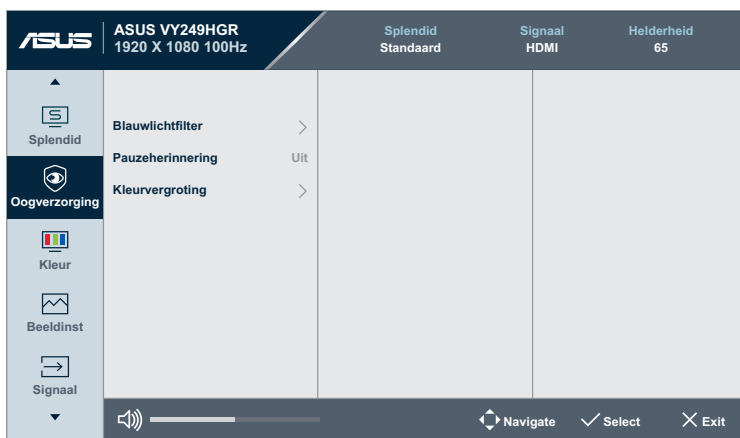 ASUS
ASUS VY249HGR
1920 X 1080 100Hz
Splendid
Standaard
Signaal
HDMI
Helderheid
65
Splendid
Oogverzorging
Kleur
Beeldinst
Signaal
Blauwlichtfilter
Pauzeherinnering Uit
Kleurvergroting
Navigate
Select
Exit